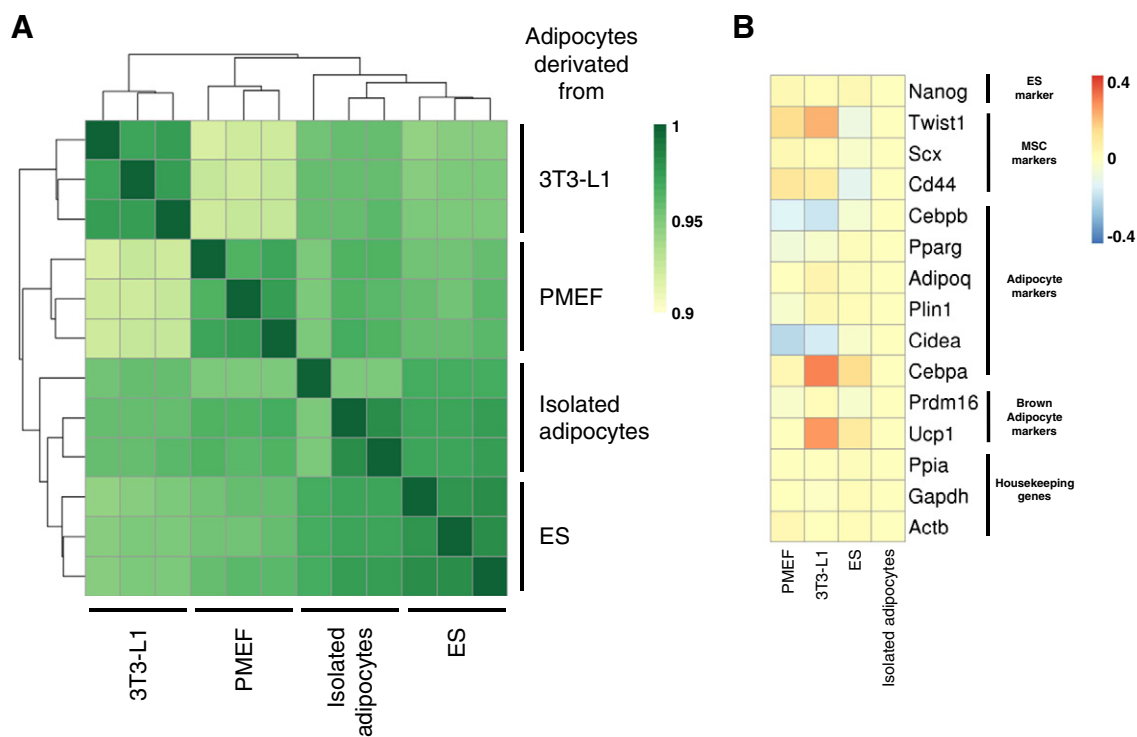 A
Adipocytes
derived
from
1
0.95
0.9
3T3-L1
PMEF
Isolated
adipocytes
ES
3T3-L1
PMEF
Isolated
adipocytes
ES
B
Nanog
Twist1
Scx
Cd44
Cebpb
Pparg
Adipoq
Plin1
Cidea
Cebpa
Prdm16
Ucp1
Ppia
Gapdh
Actb
ES
marker
MSC
markers
Adipocyte
markers
Brown
Adipocyte
markers
Housekeeping
genes
0.4
0
-0.4
PMEF
3T3-L1
ES
Isolated adipocytes